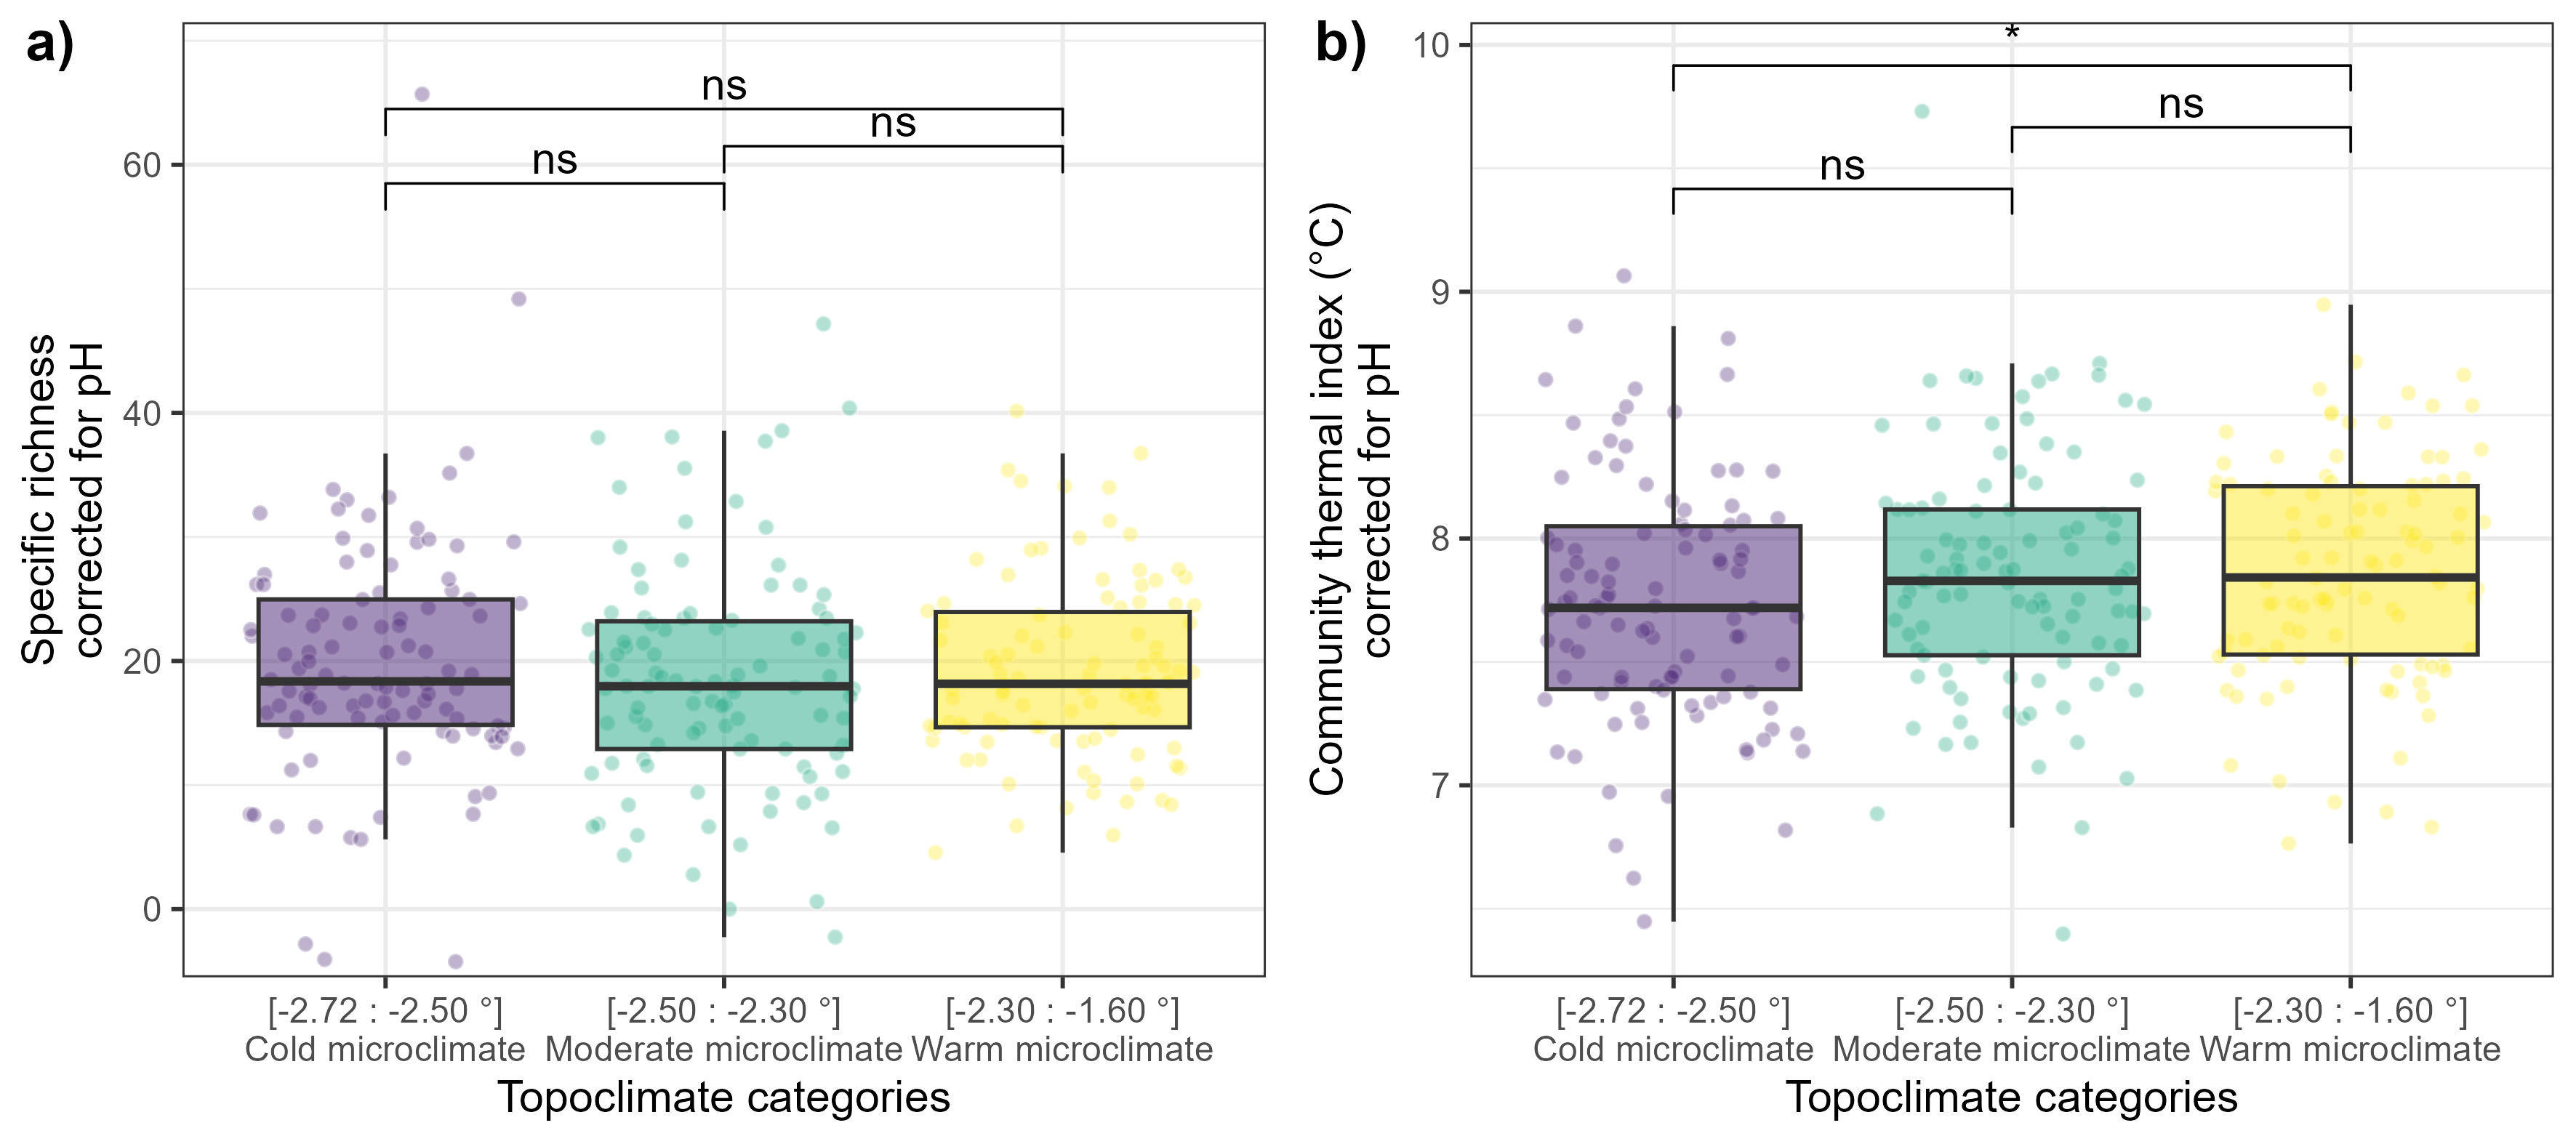 a)
Specific richness
corrected for pH
60
40
20
0
ns
ns
ns
[-2.72 : -2.50 °]
Cold microclimate
[-2.50 : -2.30 °]
Moderate microclimate
[-2.30 : -1.60 °]
Warm microclimate
Topoclimate categories
b)
Community thermal index (°C)
corrected for pH
10
9
8
7
*
ns
ns
[-2.72 : -2.50 °]
Cold microclimate
[-2.50 : -2.30 °]
Moderate microclimate
[-2.30 : -1.60 °]
Warm microclimate
Topoclimate categories